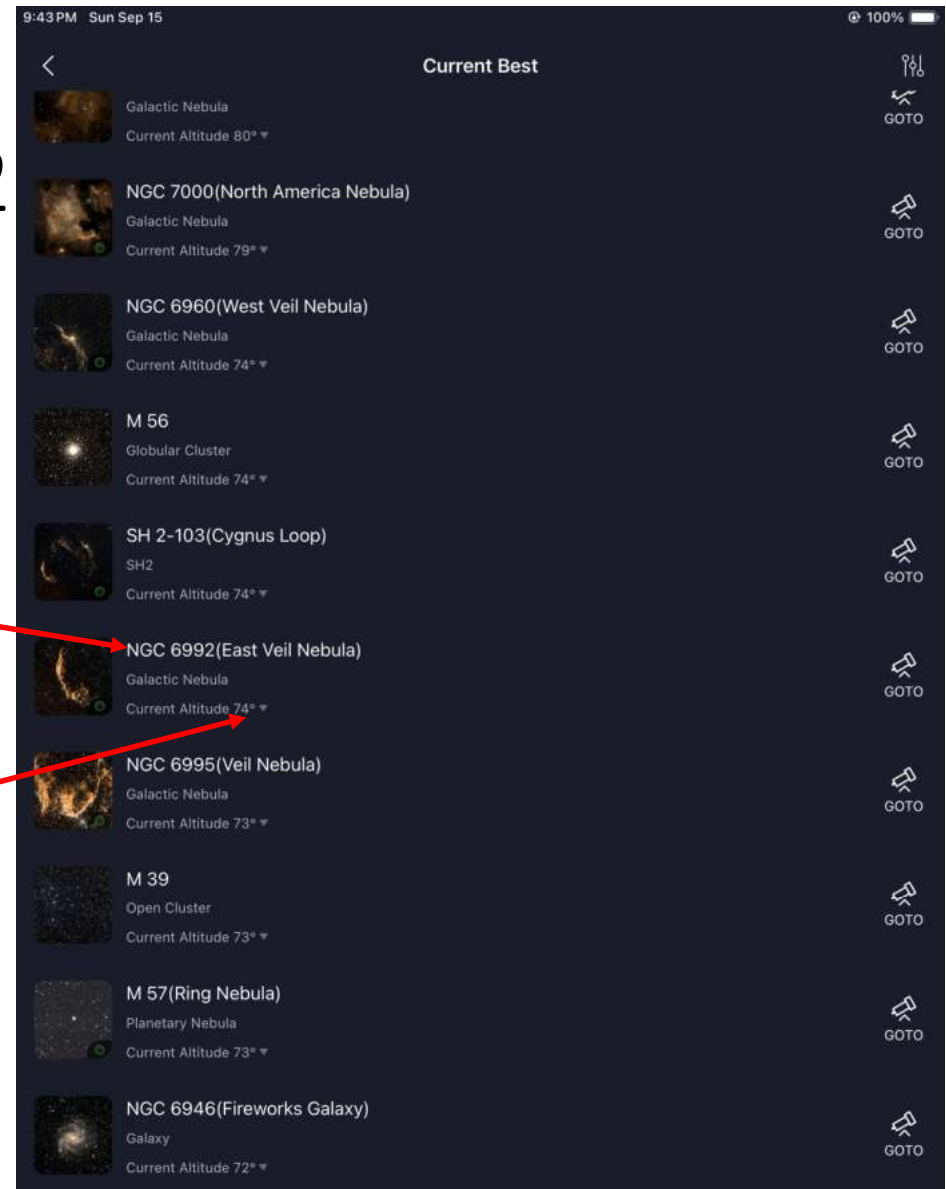 9:43 PM Sun Sep 15
100%
Current Best
Galactic Nebula
Current Altitude 80° ▼
GOTO
NGC 7000(North America Nebula)
Galactic Nebula
Current Altitude 79° ▼
GOTO
NGC 6960(West Veil Nebula)
Galactic Nebula
Current Altitude 74° ▼
GOTO
M 56
Globular Cluster
Current Altitude 74° ▼
GOTO
SH 2-103(Cygnus Loop)
SH2
Current Altitude 74° ▼
GOTO
NGC 6992(East Veil Nebula)
Galactic Nebula
Current Altitude 74° ▼
GOTO
NGC 6995(Veil Nebula)
Galactic Nebula
Current Altitude 73° ▼
GOTO
M 39
Open Cluster
Current Altitude 73° ▼
GOTO
M 57(Ring Nebula)
Planetary Nebula
Current Altitude 73° ▼
GOTO
NGC 6946(Fireworks Galaxy)
Galaxy
Current Altitude 72° ▼
GOTO